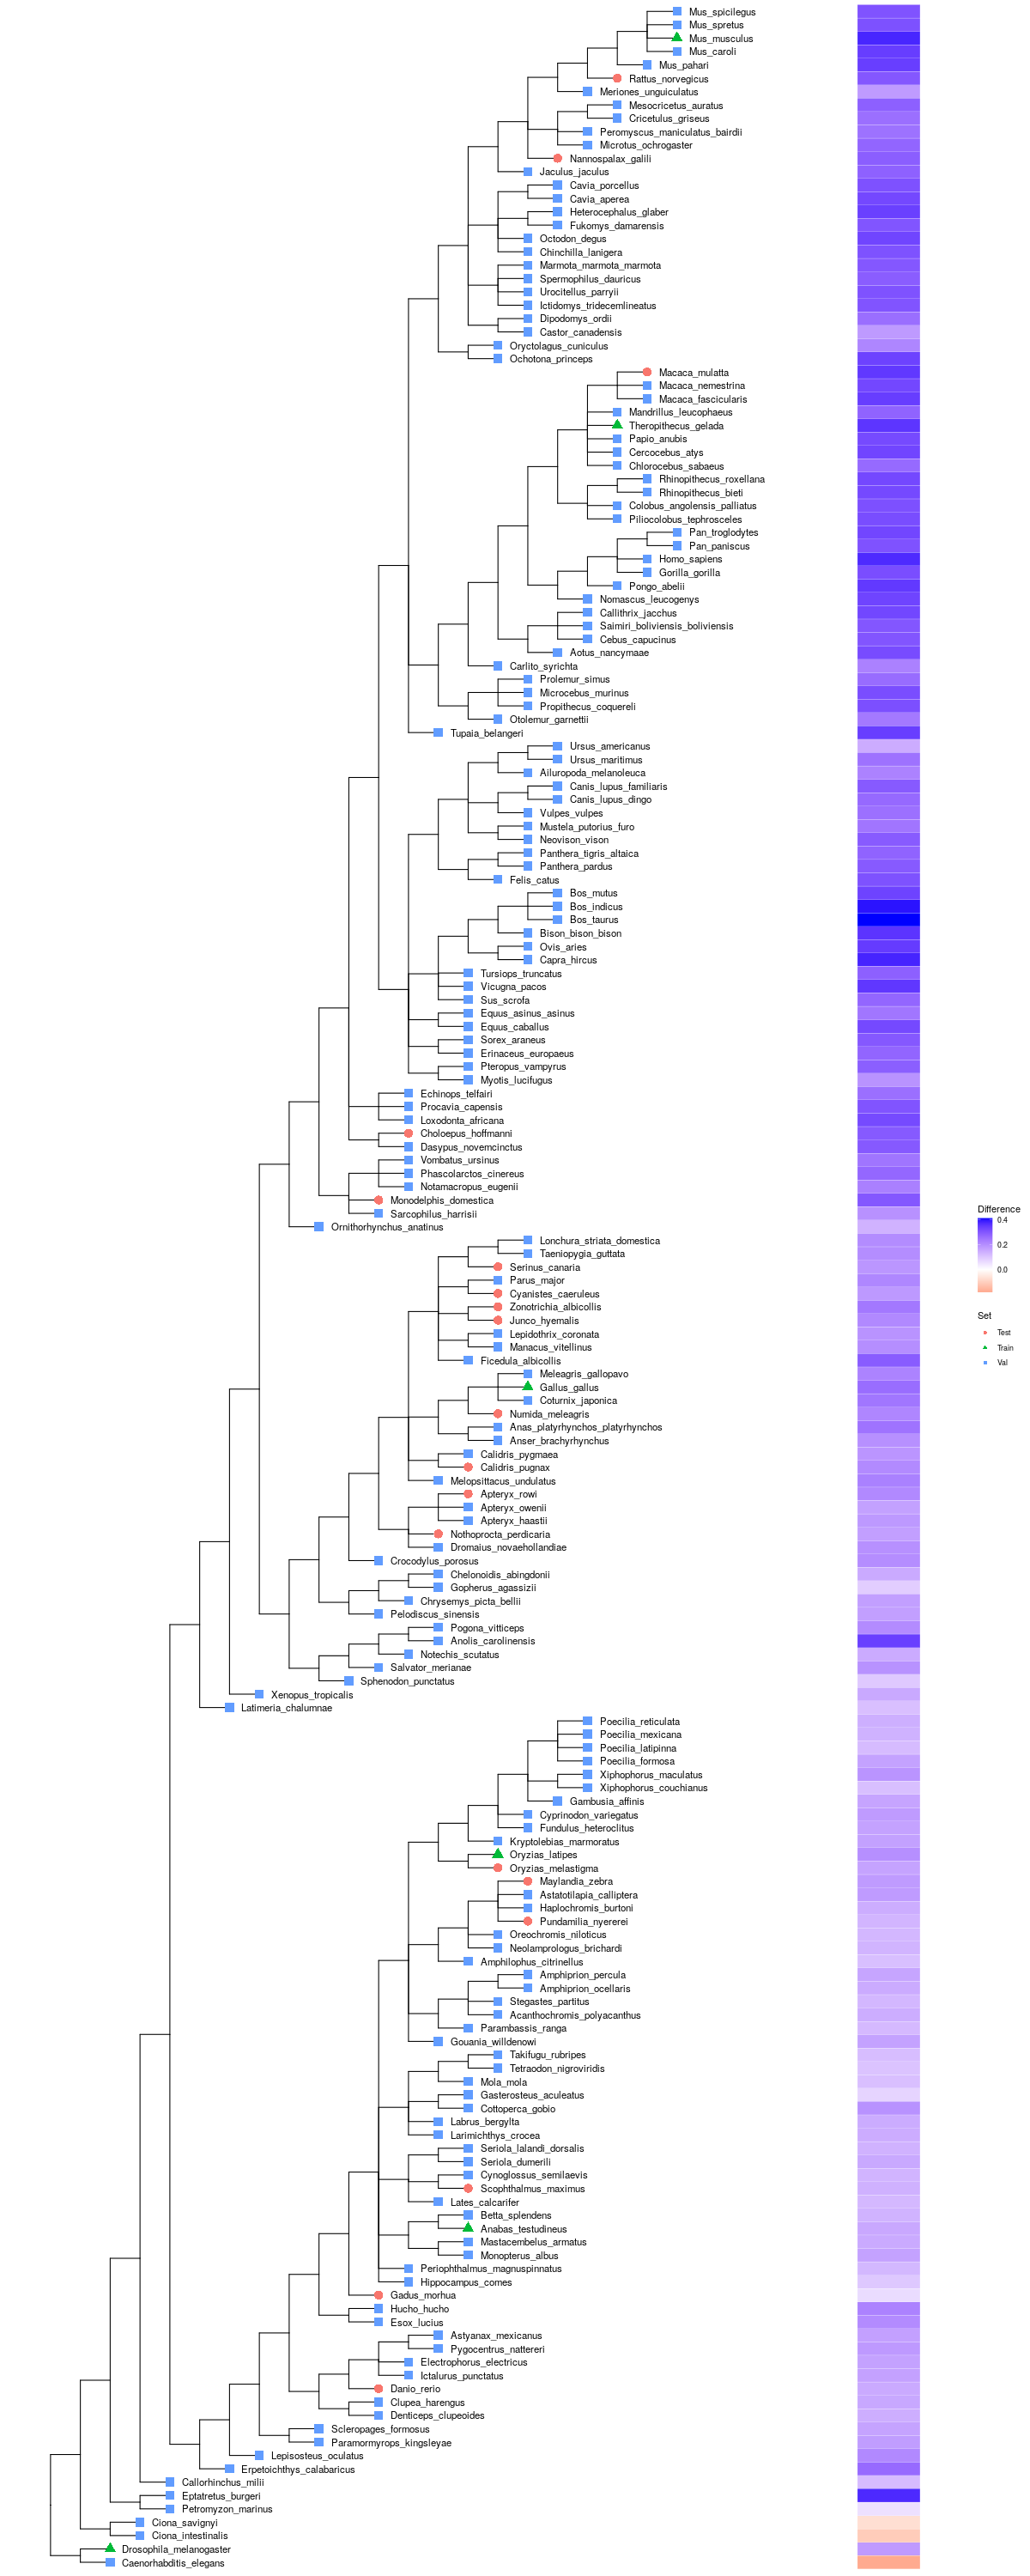 Mus_spicilegus
Mus_spretus
Mus_musculus
Mus_caroli
Mus_pahari
Rattus_norvegicus
Meriones_unguiculatus
Mesocricetus_auratus
Cricetulus_griseus
Peromyscus_maniculatus_bairdii
Microtus_ochrogaster
Nannospalax_galili
Jaculus_jaculus
Cavia_porcellus
Cavia_aperea
Heterocephalus_glaber
Fukomys_damarensis
Octodon_degus
Chinchilla_lanigera
Marmota_marmota_marmota
Spermophilus_dauricus
Urocitellus_parryii
Ictidomys_tridecemlineatus
Dipodomys_ordii
Castor_canadensis
Oryctolagus_cuniculus
Ochotona_princeps
Macaca_mulatta
Macaca_nemestrina
Macaca_fascicularis
Mandrillus_leucophaeus
Theropithecus_gelada
Papio_anubis
Cercocebus_atys
Chlorocebus_sabaeus
Rhinopithecus_roxellana
Rhinopithecus_bieti
Colobus_angolensis_palliatus
Piliocolobus_tephrosceles
Pan_troglodytes
Pan_paniscus
Homo_sapiens
Gorilla_gorilla
Pongo_abelii
Nomascus_leucogenys
Callithrix_jacchus
Saimiri_boliviensis_boliviensis
Cebus_capucinus
Aotus_nancymaae
Carlito_syrichta
Prolemur_simus
Microcebus_murinus
Propithecus_coquereli
Otolemur_garnettii
Tupaia_belangeri
Ursus_americanus
Ursus_maritimus
Ailuropoda_melanoleuca
Canis_lupus_familiaris
Canis_lupus_dingo
Vulpes_vulpes
Mustela_putorius_furo
Neovison_vison
Panthera_tigris_altaica
Panthera_pardus
Felis_catus
Bos_mutus
Bos_indicus
Bos_taurus
Bison_bison_bison
Ovis_aries
Capra_hircus
Tursiops_truncatus
Vicugna_pacos
Sus_scrofa
Equus_asinus_asinus
Equus_caballus
Sorex_araneus
Erinaceus_europaeus
Pteropus_vampyrus
Myotis_lucifugus
Echinops_telfairi
Procavia_capensis
Loxodonta_africana
Choloepus_hoffmanni
Dasypus_novemcinctus
Vombatus_ursinus
Phascolarctos_cinereus
Notamacropus_eugenii
Monodelphis_domestica
Sarcophilus_harrisii
Ornithorhynchus_anatinus
Lonchura_striata_domestica
Taeniopygia_guttata
Serinus_canaria
Parus_major
Cyanistes_caeruleus
Zonotrichia_albicollis
Junco_hyemalis
Lepidothrix_coronata
Manacus_vitellinus
Ficedula_albicollis
Meleagris_gallopavo
Gallus_gallus
Coturnix_japonica
Numida_meleagris
Anas_platyrhynchos_platyrhynchos
Anser_brachyrhynchus
Calidris_pygmaea
Calidris_pugnax
Melopsittacus_undulatus
Apteryx_rowi
Apteryx_owenii
Apteryx_haastii
Nothoprocta_perdicaria
Dromaius_novaehollandiae
Crocodylus_porosus
Chelonoidis_abingdonii
Gopherus_agassizii
Chrysemys_picta_bellii
Pelodiscus_sinensis
Pogona_vitticeps
Anolis_carolinensis
Notechis_scutatus
Salvator_merianae
Sphenodon_punctatus
Xenopus_tropicalis
Latimeria_chalumnae
Poecilia_reticulata
Poecilia_mexicana
Poecilia_latipinna
Poecilia_formosa
Xiphophorus_maculatus
Xiphophorus_couchianus
Gambusia_affinis
Cyprinodon_variegatus
Fundulus_heteroclitus
Kryptolebias_marmoratus
Oryzias_latipes
Oryzias_melastigma
Maylandia_zebra
Astatotilapia_calliptera
Haplochromis_burtoni
Pundamilia_nyererei
Oreochromis_niloticus
Neolamprologus_brichardi
Amphilophus_citrinellus
Amphiprion_percula
Amphiprion_ocellaris
Stegastes_partitus
Acanthochromis_polyacanthus
Parambassis_ranga
Gouania_willdenowi
Takifugu_rubripes
Tetraodon_nigroviridis
Mola_mola
Gasterosteus_aculeatus
Cottoperca_gobio
Labrus_bergylta
Larimichthys_crocea
Seriola_lalandi_dorsalis
Seriola_dumerili
Cynoglossus_semilaevis
Scophthalmus_maximus
Lates_calcarifer
Betta_splendens
Anabas_testudineus
Mastacembelus_armatus
Monopterus_albus
Periophthalmus_magnuspinnatus
Hippocampus_comes
Gadus_morhua
Hucho_hucho
Esox_lucius
Astyanax_mexicanus
Pygocentrus_nattereri
Electrophorus_electricus
Ictalurus_punctatus
Danio_rerio
Clupea_harengus
Denticeps_clupeoides
Scleropages_formosus
Paramormyrops_kingsleyae
Lepisosteus_oculatus
Erpetoichthys_calabaricus
Callorhinchus_milii
Eptatretus_burgeri
Petromyzon_marinus
Ciona_savignyi
Ciona_intestinalis
Drosophila_melanogaster
Caenorhabditis_elegans
Difference
0.4
0.2
0.0
Set
Test
Train
Val